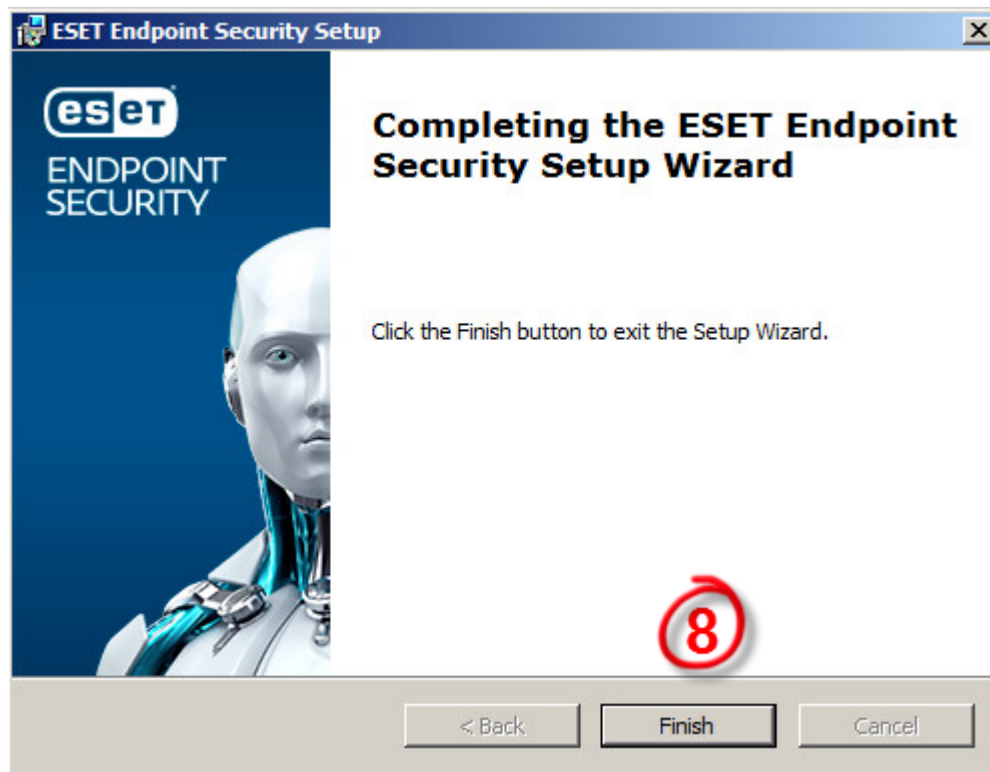 ESET Endpoint Security Setup
eset
ENDPOINT
SECURITY
Completing the ESET Endpoint
Security Setup Wizard
Click the Finish button to exit the Setup Wizard.
8
< Back
Finish
Cancel